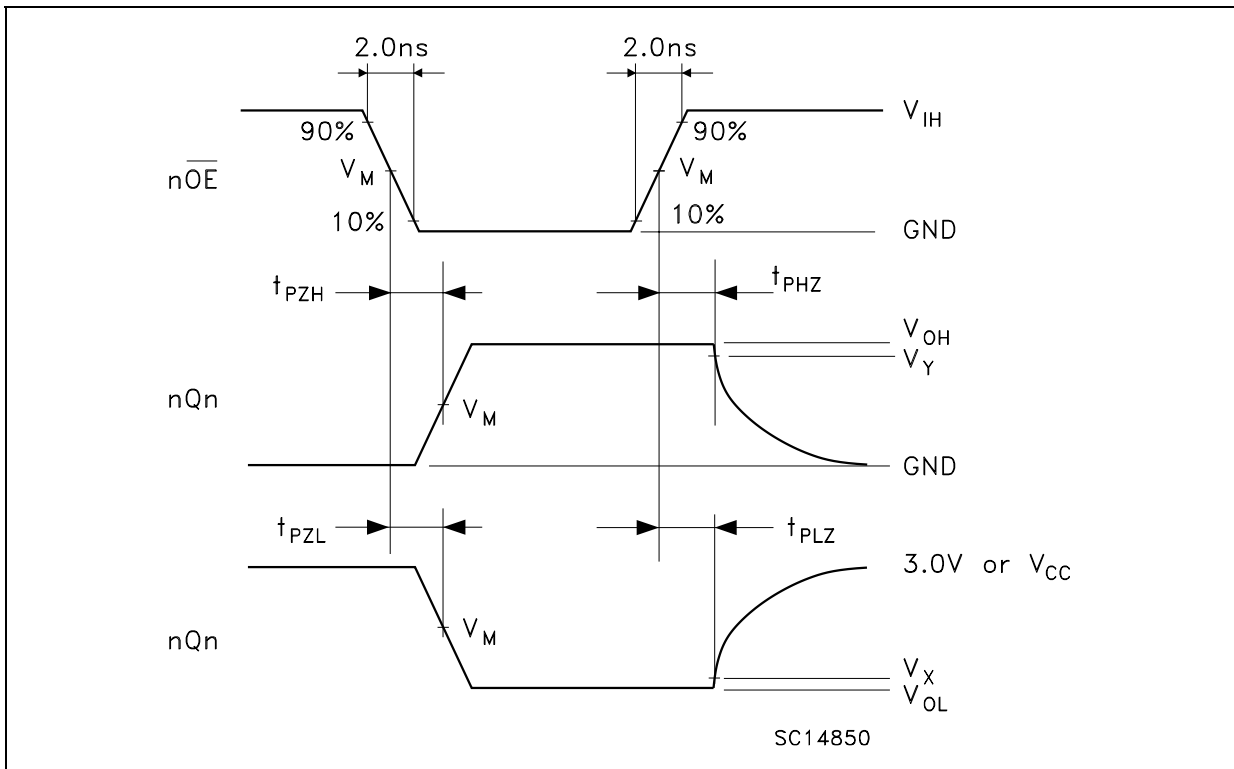 2.0ns 2.0ns
V_IH
90% 90%
nO̅E̅ V_M V_M
10% 10%
GND
t_PZH t_PHZ
V_OH
V_Y
nQn V_M
GND
t_PZL t_PLZ
3.0V or V_CC
nQn V_M
V_X
V_OL
SC14850